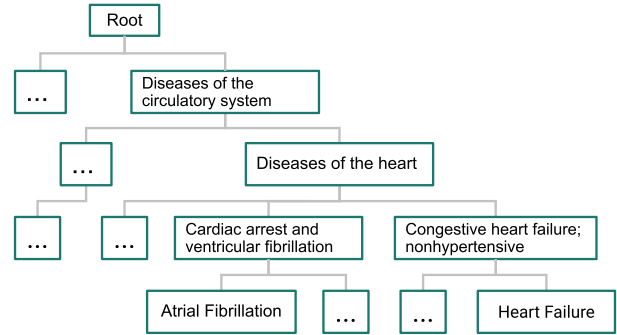 Root
...
Diseases of the
circulatory system
...
Diseases of the heart
...
...
Cardiac arrest and
ventricular fibrillation
Congestive heart failure;
nonhypertensive
Atrial Fibrillation
...
...
Heart Failure